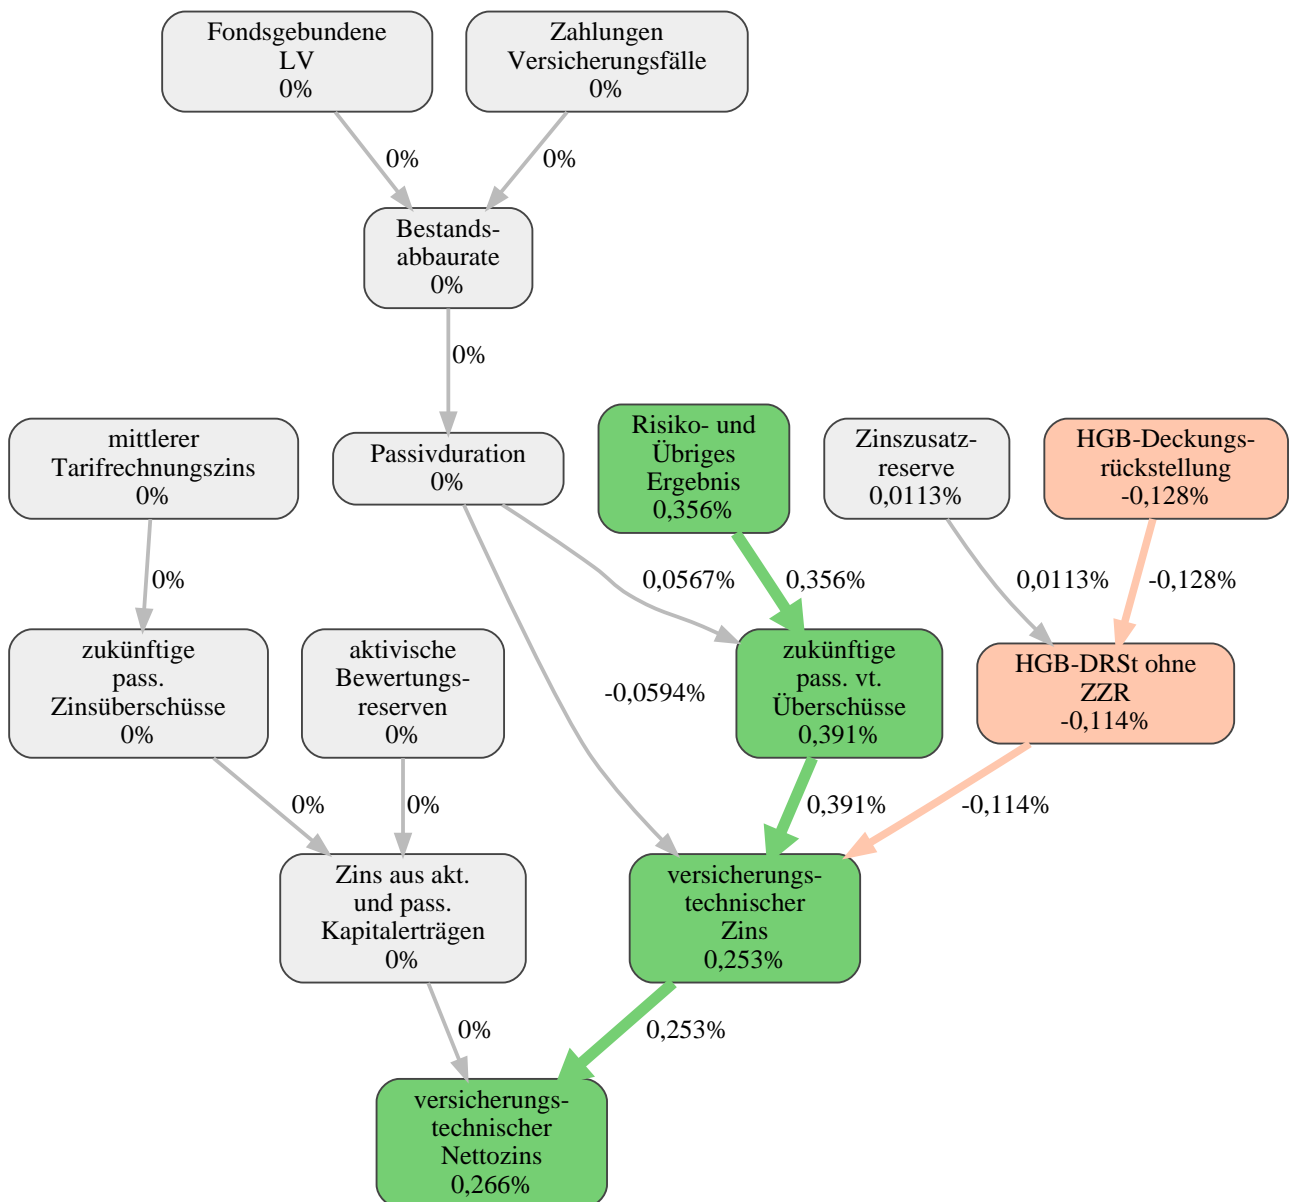 Fondsgebundene
LV
0%
Zahlungen
Versicherungsfälle
0%
0%
0%
Bestands-
abbaurate
0%
0%
mittlerer
Tarifrechnungszins
0%
Passivduration
0%
Risiko- und
Übriges
Ergebnis
0,356%
Zinszusatz-
reserve
0,0113%
HGB-Deckungs-
rückstellung
-0,128%
0%
0,0567%
0,356%
0,0113%
-0,128%
zukünftige
pass.
Zinsüberschüsse
0%
aktivische
Bewertungs-
reserven
0%
-0,0594%
zukünftige
pass. vt.
Überschüsse
0,391%
HGB-DRSt ohne
ZZR
-0,114%
0%
0%
0,391%
-0,114%
Zins aus akt.
und pass.
Kapitalerträgen
0%
versicherungs-
technischer
Zins
0,253%
0%
0,253%
versicherungs-
technischer
Nettozins
0,266%